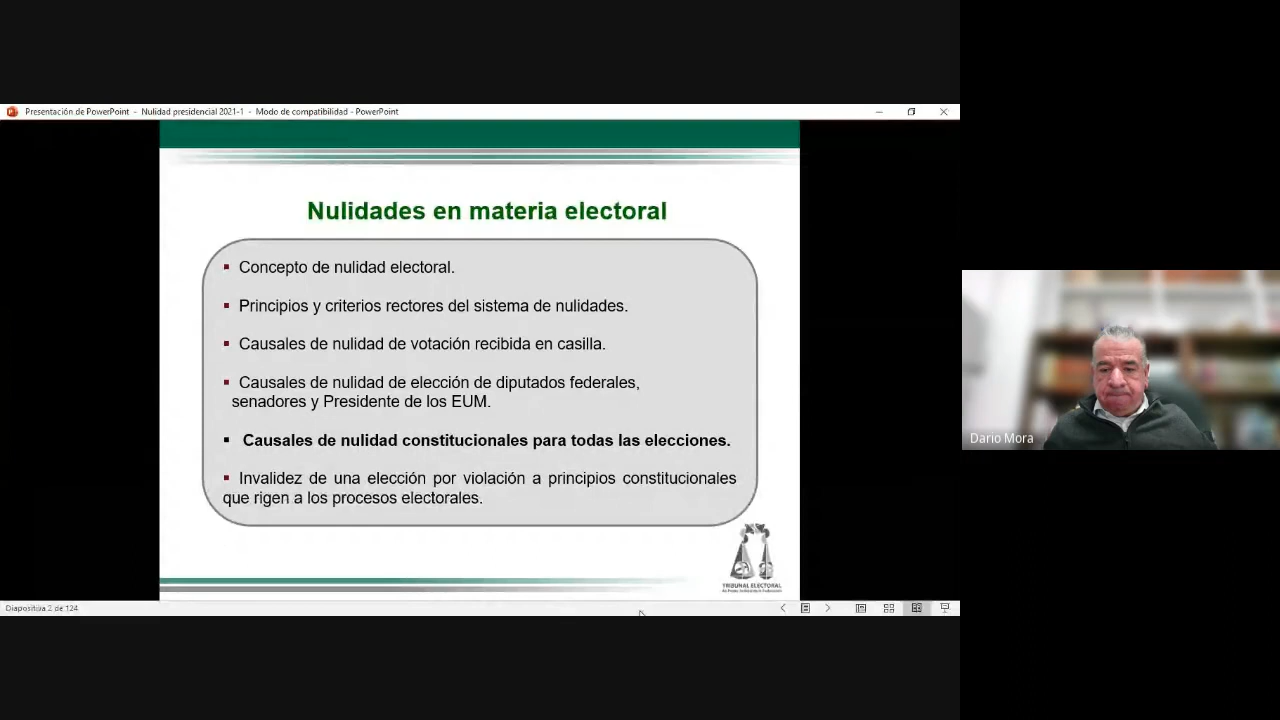 Presentación de PowerPoint - Nulidad presidencial 2021-1 - Modo de compatibilidad - PowerPoint
Nulidades en materia electoral
▪ Concepto de nulidad electoral.
▪ Principios y criterios rectores del sistema de nulidades.
▪ Causales de nulidad de votación recibida en casilla.
▪ Causales de nulidad de elección de diputados federales,
senadores y Presidente de los EUM.
▪ Causales de nulidad constitucionales para todas las elecciones.
▪ Invalidez de una elección por violación a principios constitucionales
que rigen a los procesos electorales.
TRIBUNAL ELECTORAL
Diapositiva 2 de 124
Dario Mora